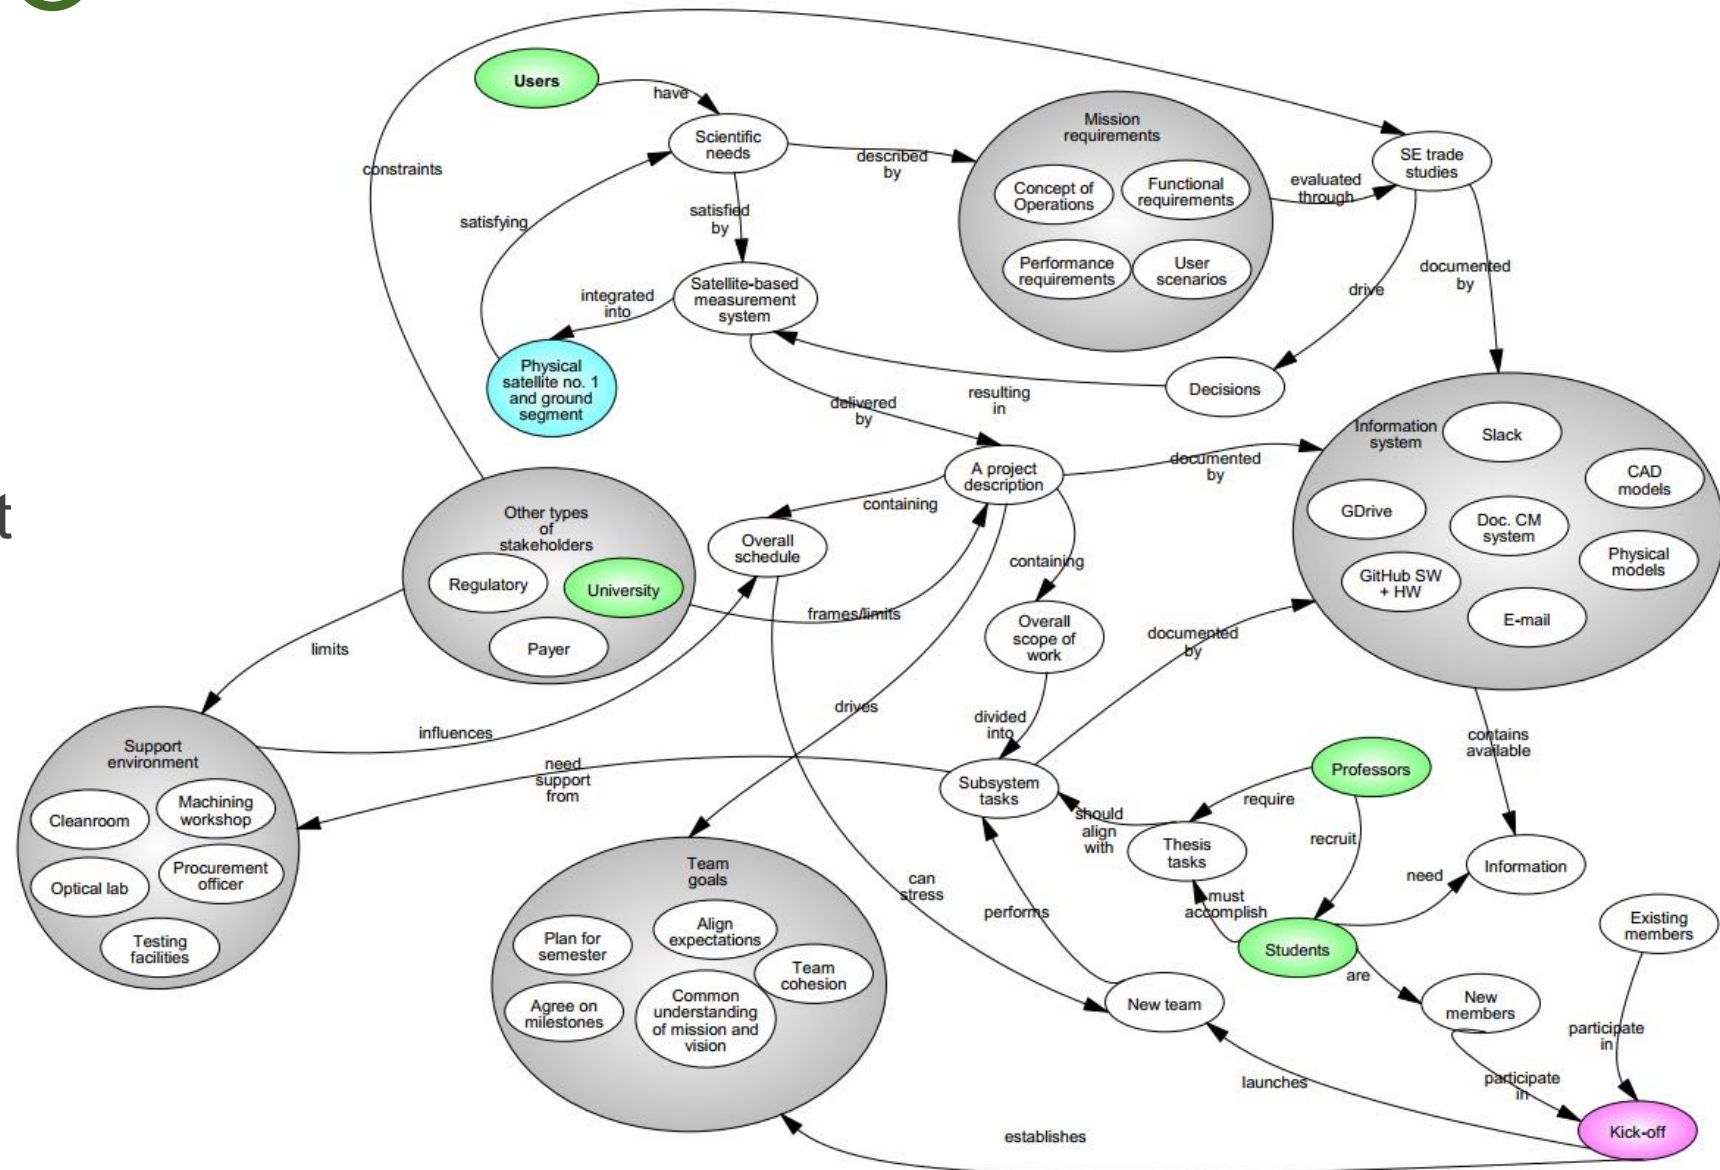 Users
have
Scientific
needs
described
by
Mission
requirements
Concept of
Operations
Functional
requirements
Performance
requirements
User
scenarios
evaluated
through
SE trade
studies
constraints
satisfying
satisfied
by
documented
by
drive
integrated
into
Satellite-based
measurement
system
Physical
satellite no. 1
and ground
segment
delivered
by
resulting
in
Decisions
Information
system
Slack
CAD
models
GDrive
Doc. CM
system
Physical
models
GitHub SW
+ HW
E-mail
A project
description
documented
by
containing
t
Other types
of
stakeholders
Regulatory
University
Payer
Overall
schedule
containing
frames/limits
Overall
scope of
work
documented
by
limits
influences
drives
divided
into
contains
available
Support
environment
Cleanroom
Machining
workshop
Optical lab
Procurement
officer
Testing
facilities
need
support
from
Subsystem
tasks
Professors
require
should
align
with
Thesis
tasks
recruit
Information
need
must
accomplish
Students
are
Existing
members
Team
goals
Plan for
semester
Align
expectations
Team
cohesion
Agree on
milestones
Common
understanding
of mission and
vision
can
stress
performs
New team
New
members
participate
in
participate
in
launches
Kick-off
establishes